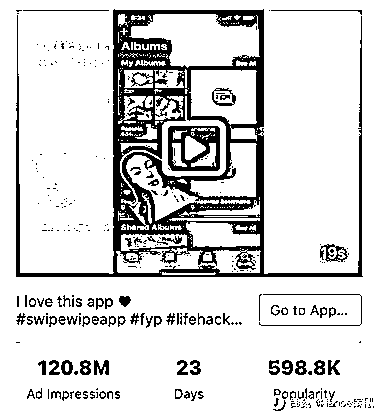 Albums
My Albums
See All
Shared Albums
See All
19s
I love this app ♥
#swipewipeapp #fyp #lifehack...
Go to App...
120.8M
23
598.8K
Ad Impressions
Days
Popularity